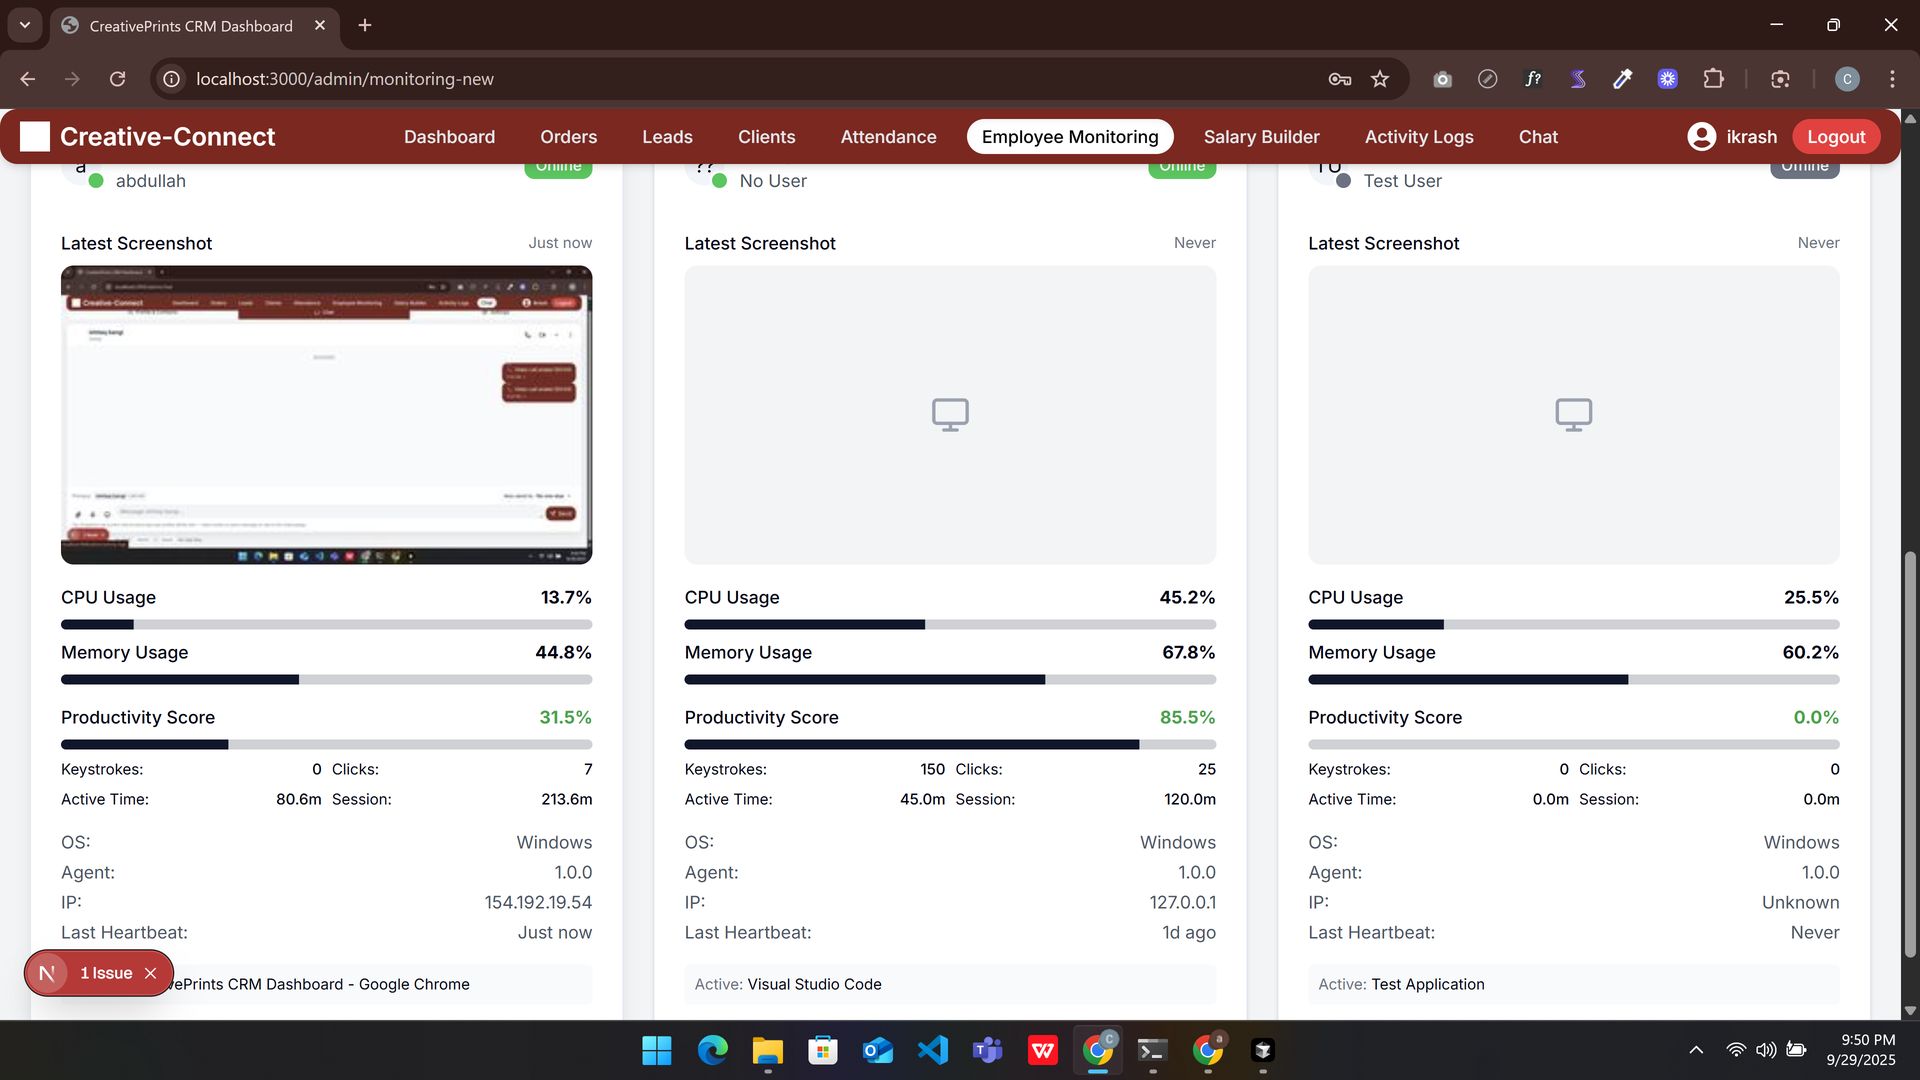 CreativePrints CRM Dashboard
localhost:3000/admin/monitoring-new
C
Creative-Connect
Dashboard
Orders
Leads
Clients
Attendance
Employee Monitoring
Salary Builder
Activity Logs
Chat
ikrash
Logout
a
abdullah
Online
??
No User
Online
TU
Test User
Offline
Latest Screenshot
Just now
CPU Usage 13.7%
Memory Usage 44.8%
Productivity Score 31.5%
Keystrokes: 0 Clicks: 7
Active Time: 80.6m Session: 213.6m
OS: Windows
Agent: 1.0.0
IP: 154.192.19.54
Last Heartbeat: Just now
vePrints CRM Dashboard - Google Chrome
Latest Screenshot
Never
CPU Usage 45.2%
Memory Usage 67.8%
Productivity Score 85.5%
Keystrokes: 150 Clicks: 25
Active Time: 45.0m Session: 120.0m
OS: Windows
Agent: 1.0.0
IP: 127.0.0.1
Last Heartbeat: 1d ago
Active: Visual Studio Code
Latest Screenshot
Never
CPU Usage 25.5%
Memory Usage 60.2%
Productivity Score 0.0%
Keystrokes: 0 Clicks: 0
Active Time: 0.0m Session: 0.0m
OS: Windows
Agent: 1.0.0
IP: Unknown
Last Heartbeat: Never
Active: Test Application
N
1 Issue
9:50 PM
9/29/2025